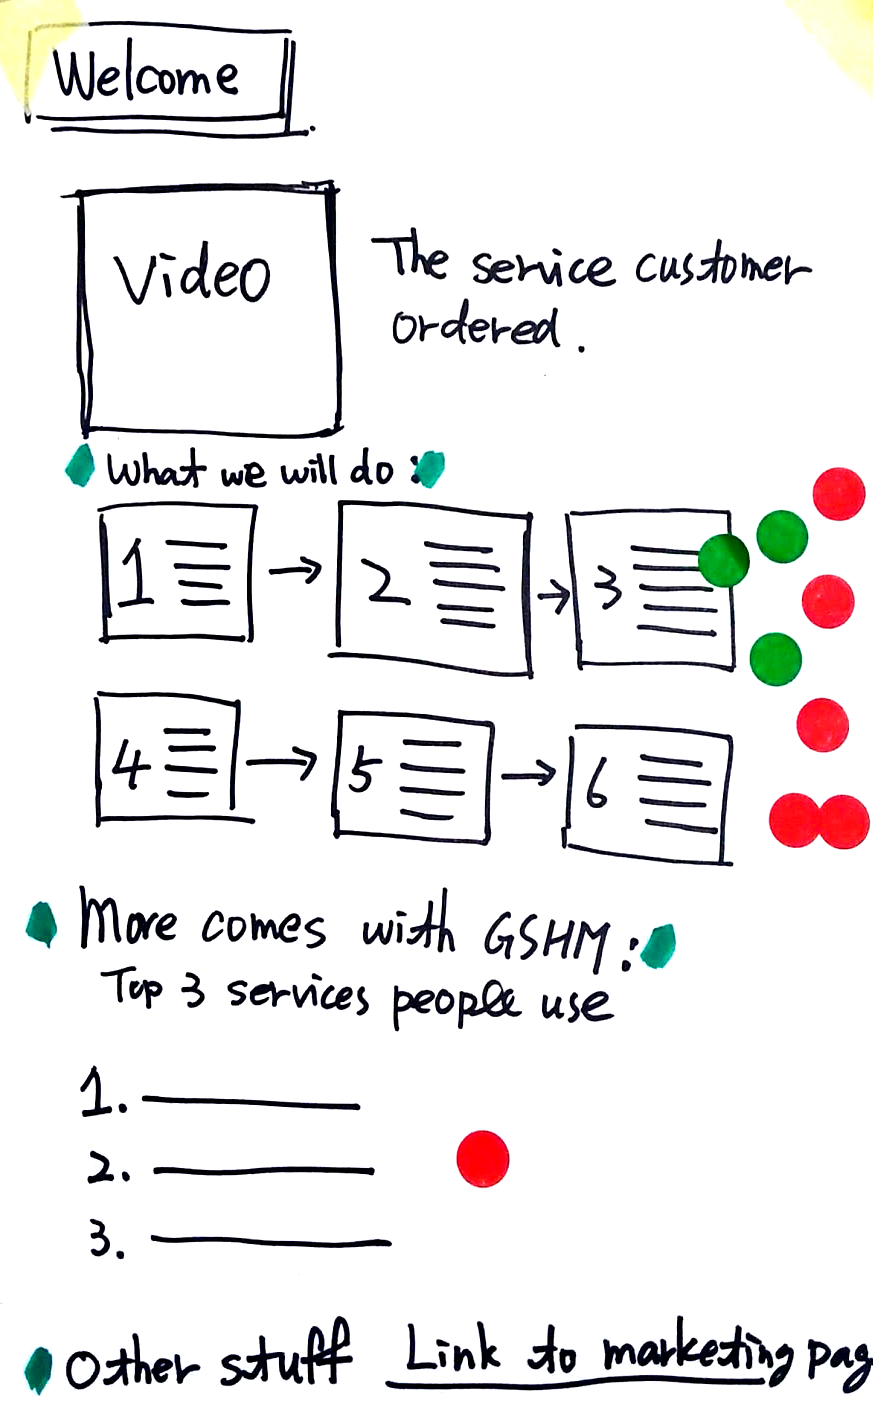 Welcome
Video
The service customer
ordered.
What we will do:
1 → 2 → 3
4 → 5 → 6
More comes with GSHM:
Top 3 services people use
1.
2.
3.
Other stuff Link to marketing pag